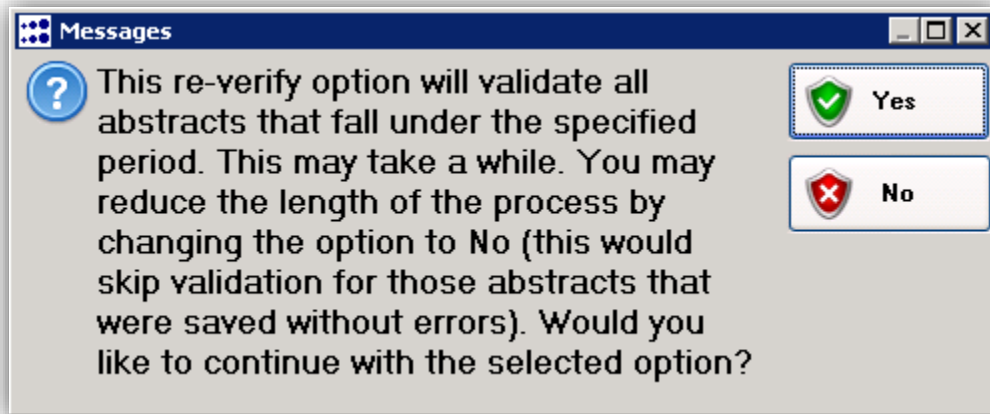 Messages
This re-verify option will validate all
abstracts that fall under the specified
period. This may take a while. You may
reduce the length of the process by
changing the option to No (this would
skip validation for those abstracts that
were saved without errors). Would you
like to continue with the selected option?
Yes
No